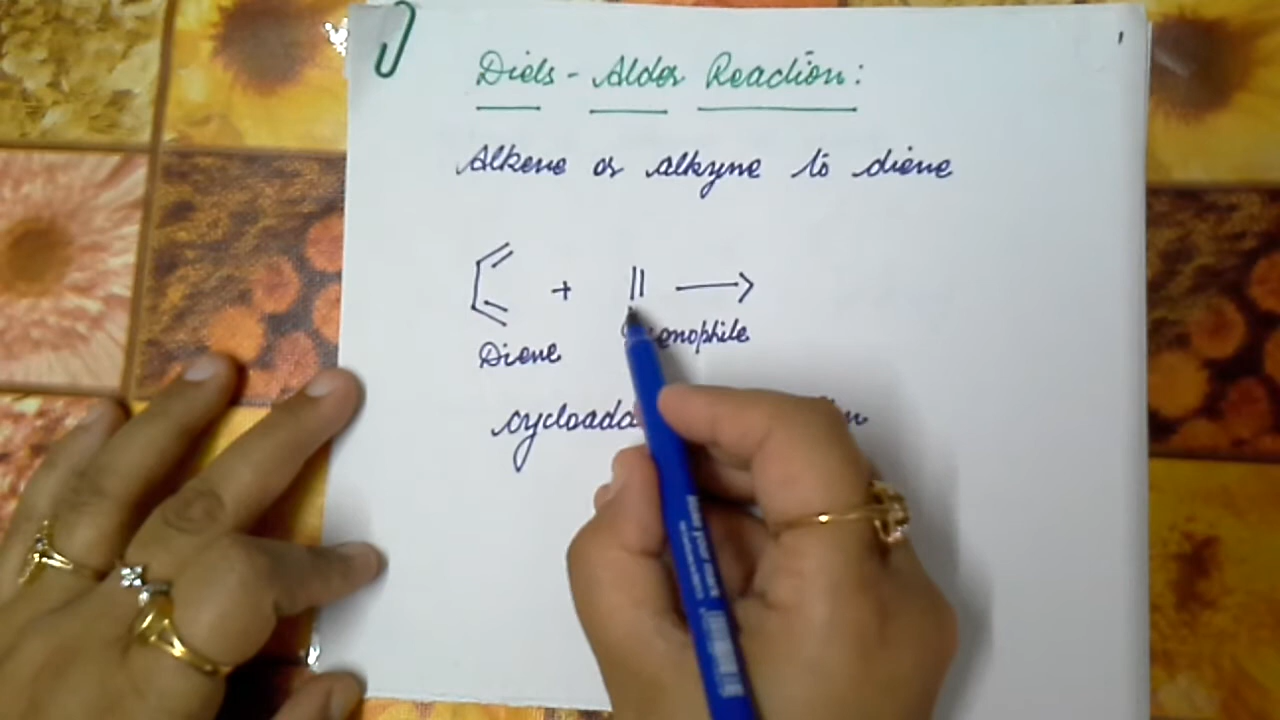 Diels - Alder Reaction:
Alkene or alkyne to diene
+
Diene